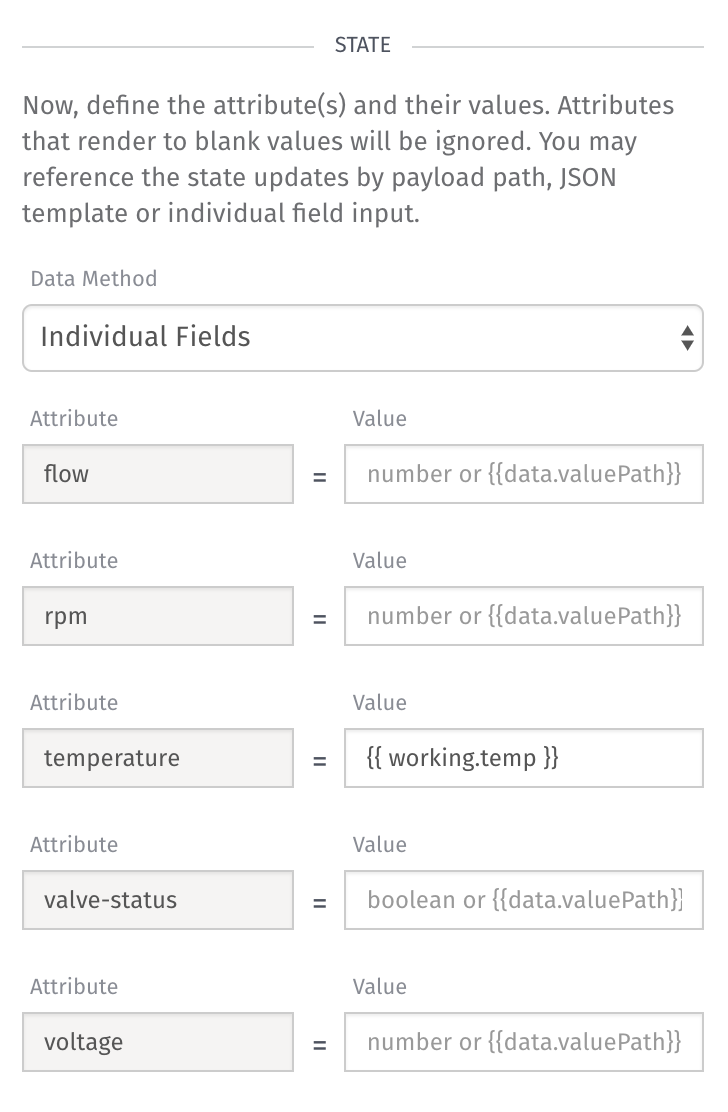 STATE
Now, define the attribute(s) and their values. Attributes
that render to blank values will be ignored. You may
reference the state updates by payload path, JSON
template or individual field input.
Data Method
Individual Fields
Attribute Value
flow = number or {{data.valuePath}}
Attribute Value
rpm = number or {{data.valuePath}}
Attribute Value
temperature = {{ working.temp }}
Attribute Value
valve-status = boolean or {{data.valuePath}}
Attribute Value
voltage = number or {{data.valuePath}}